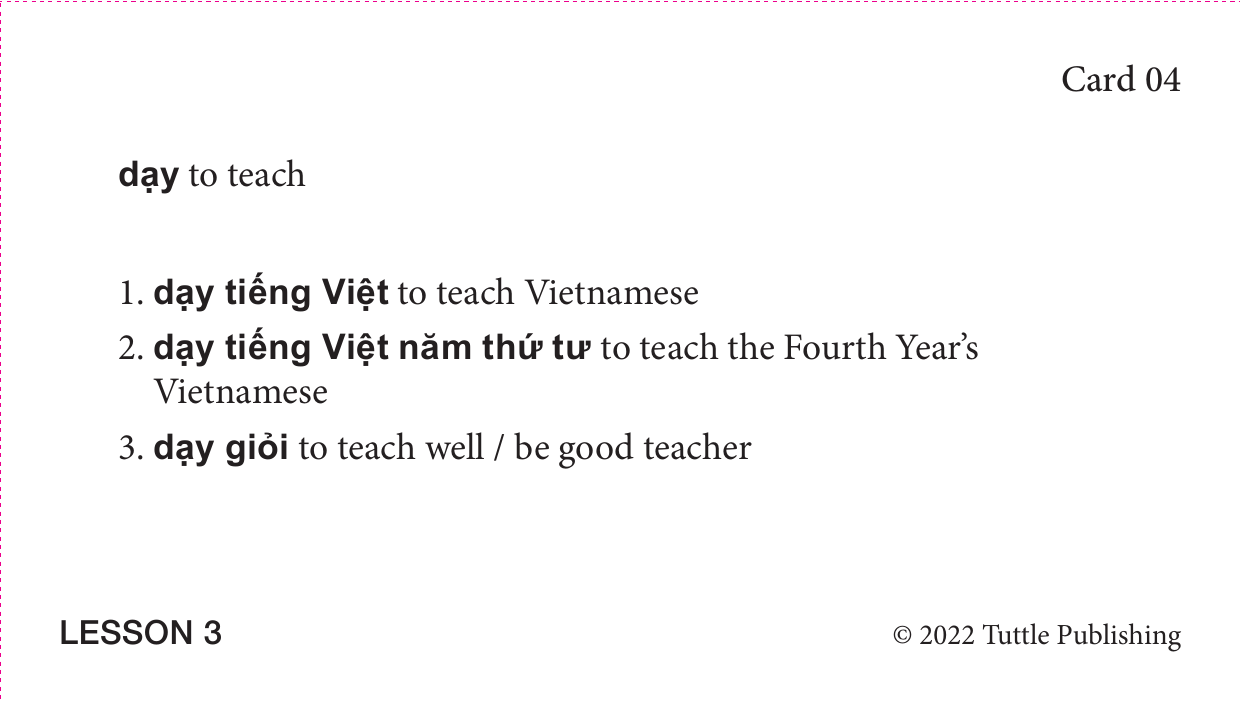 Card 04
dạy to teach
1. dạy tiếng Việt to teach Vietnamese
2. dạy tiếng Việt năm thứ tư to teach the Fourth Year’s
Vietnamese
3. dạy giỏi to teach well / be good teacher
LESSON 3
© 2022 Tuttle Publishing